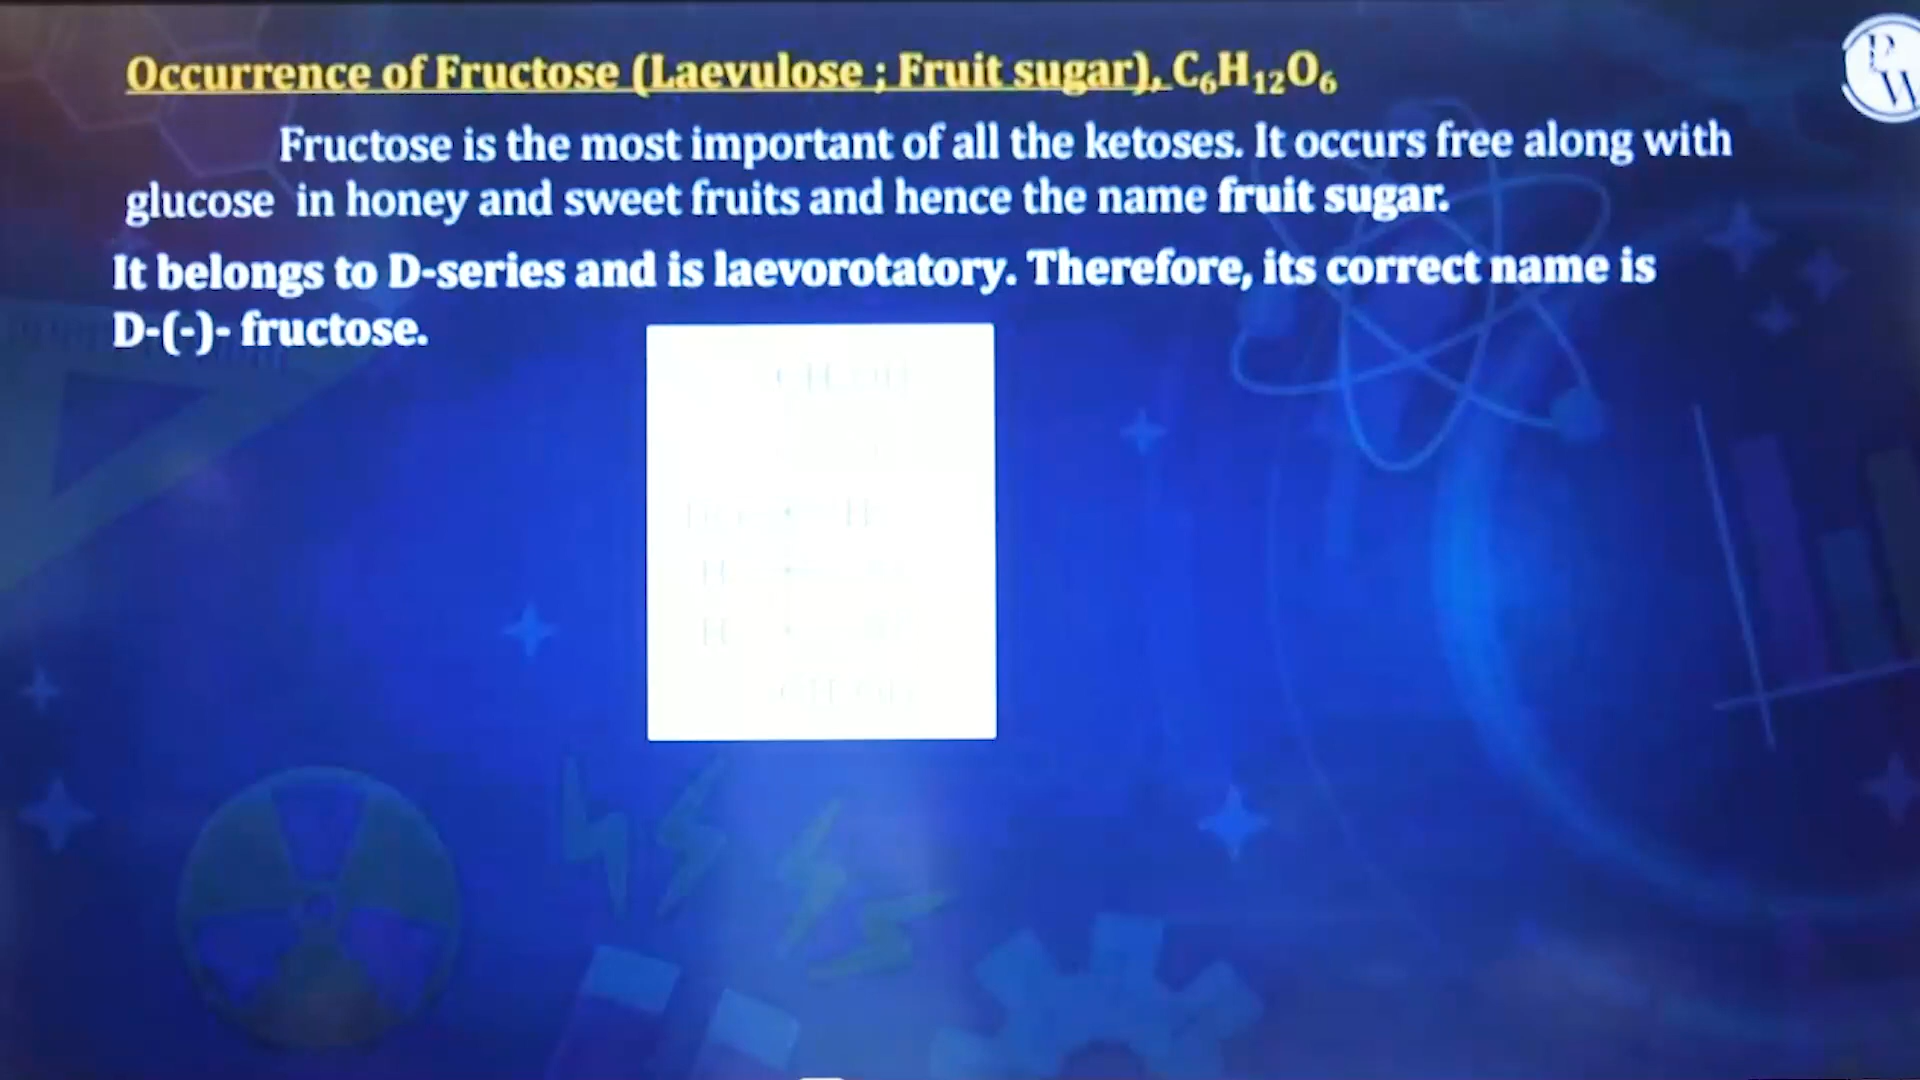 Occurrence of Fructose (Laevulose ; Fruit sugar), C₆H₁₂O₆
PW
Fructose is the most important of all the ketoses. It occurs free along with
glucose in honey and sweet fruits and hence the name fruit sugar.
It belongs to D-series and is laevorotatory. Therefore, its correct name is
D-(-)- fructose.
H
H